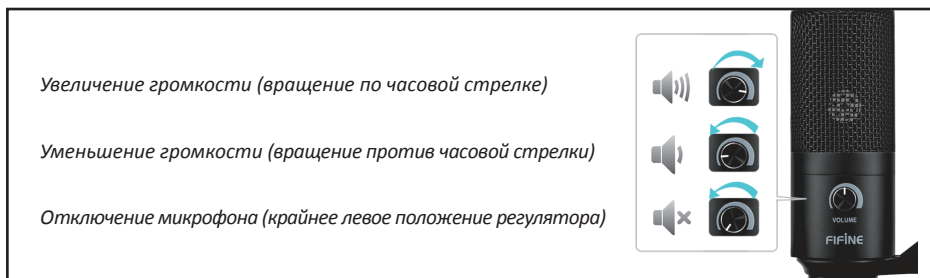 Увеличение громкости (вращение по часовой стрелке)
Уменьшение громкости (вращение против часовой стрелки)
Отключение микрофона (крайнее левое положение регулятора)
VOLUME
FIFINE